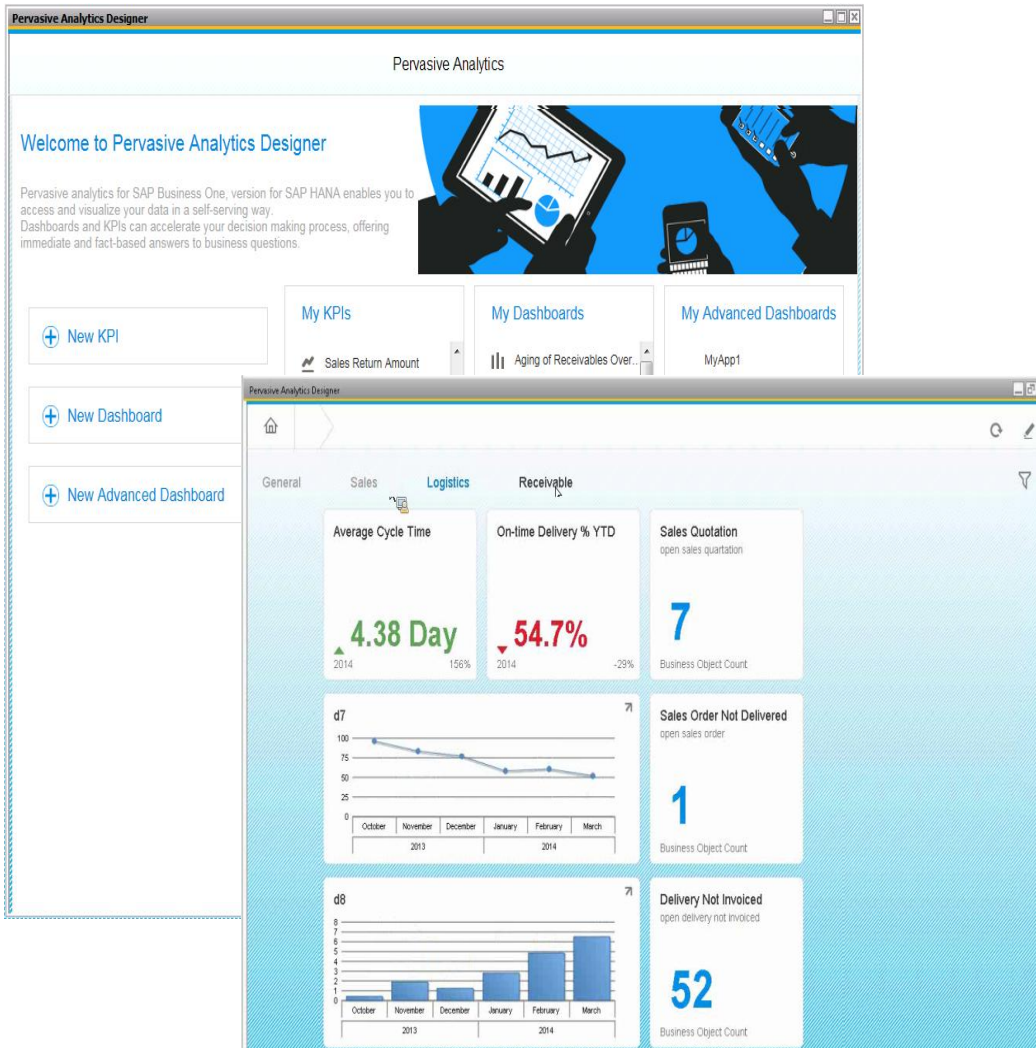 Pervasive Analytics Designer
Pervasive Analytics
Welcome to Pervasive Analytics Designer
Pervasive analytics for SAP Business One, version for SAP HANA enables you to
access and visualize your data in a self-serving way.
Dashboards and KPIs can accelerate your decision making process, offering
immediate and fact-based answers to business questions.
New KPI
New Dashboard
New Advanced Dashboard
My KPIs
Sales Return Amount
My Dashboards
Aging of Receivables Over..
My Advanced Dashboards
MyApp1
Pervasive Analytics Designer
General Sales Logistics Receivable
Average Cycle Time
4.38 Day
2014 156%
On-time Delivery % YTD
54.7%
2014 -29%
Sales Quotation
open sales quartation
7
Business Object Count
d7
100
75
50
25
0
October November December January February March
2013 2014
Sales Order Not Delivered
open sales order
1
Business Object Count
d8
8
7
6
5
4
3
2
1
0
October November December January February March
2013 2014
Delivery Not Invoiced
open delivery not invoiced
52
Business Object Count